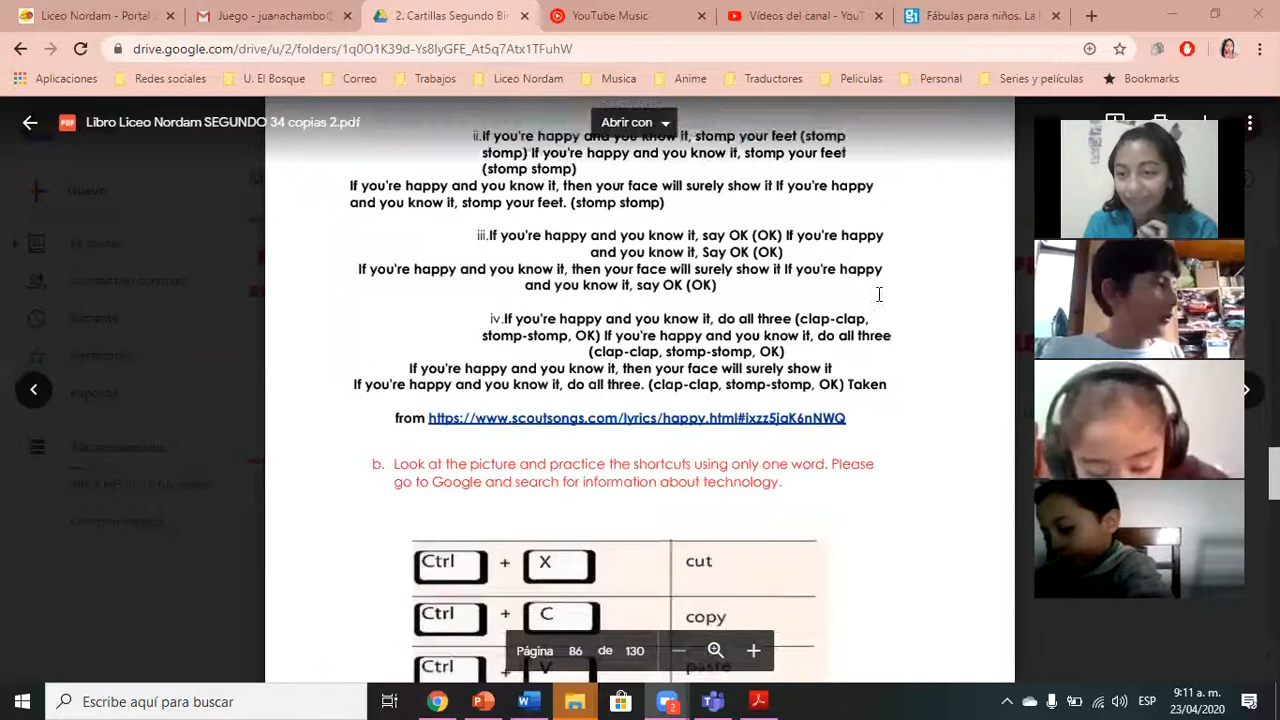 Liceo Nordam - Portal
Juego - juanachambo@
2. Cartillas Segundo Bi
YouTube Music
Vídeos del canal - You
Fábulas para niños. La
drive.google.com/drive/u/2/folders/1q0O1K39d-Ys8IyGFE_At5q7Atx1TFuhW
Aplicaciones
Redes sociales
U. El Bosque
Correo
Trabajos
Liceo Nordam
Musica
Anime
Traductores
Peliculas
Personal
Series y películas
Bookmarks
PDF
Libro Liceo Nordam SEGUNDO 34 copias 2.pdf
Abrir con
ii.If you're happy and you know it, stomp your feet (stomp
stomp) If you're happy and you know it, stomp your feet
(stomp stomp)
If you're happy and you know it, then your face will surely show it If you're happy
and you know it, stomp your feet. (stomp stomp)
iii.If you're happy and you know it, say OK (OK) If you're happy
and you know it, Say OK (OK)
If you're happy and you know it, then your face will surely show it If you're happy
and you know it, say OK (OK)
iv.If you're happy and you know it, do all three (clap-clap,
stomp-stomp, OK) If you're happy and you know it, do all three
(clap-clap, stomp-stomp, OK)
If you're happy and you know it, then your face will surely show it
If you're happy and you know it, do all three. (clap-clap, stomp-stomp, OK) Taken
from https://www.scoutsongs.com/lyrics/happy.html#ixzz5jaK6nNWQ
b. Look at the picture and practice the shortcuts using only one word. Please
go to Google and search for information about technology.
Ctrl + X cut
Ctrl + C copy
Ctrl + V paste
Página 86 de 130
Escribe aquí para buscar
2
ESP
9:11 a. m.
23/04/2020